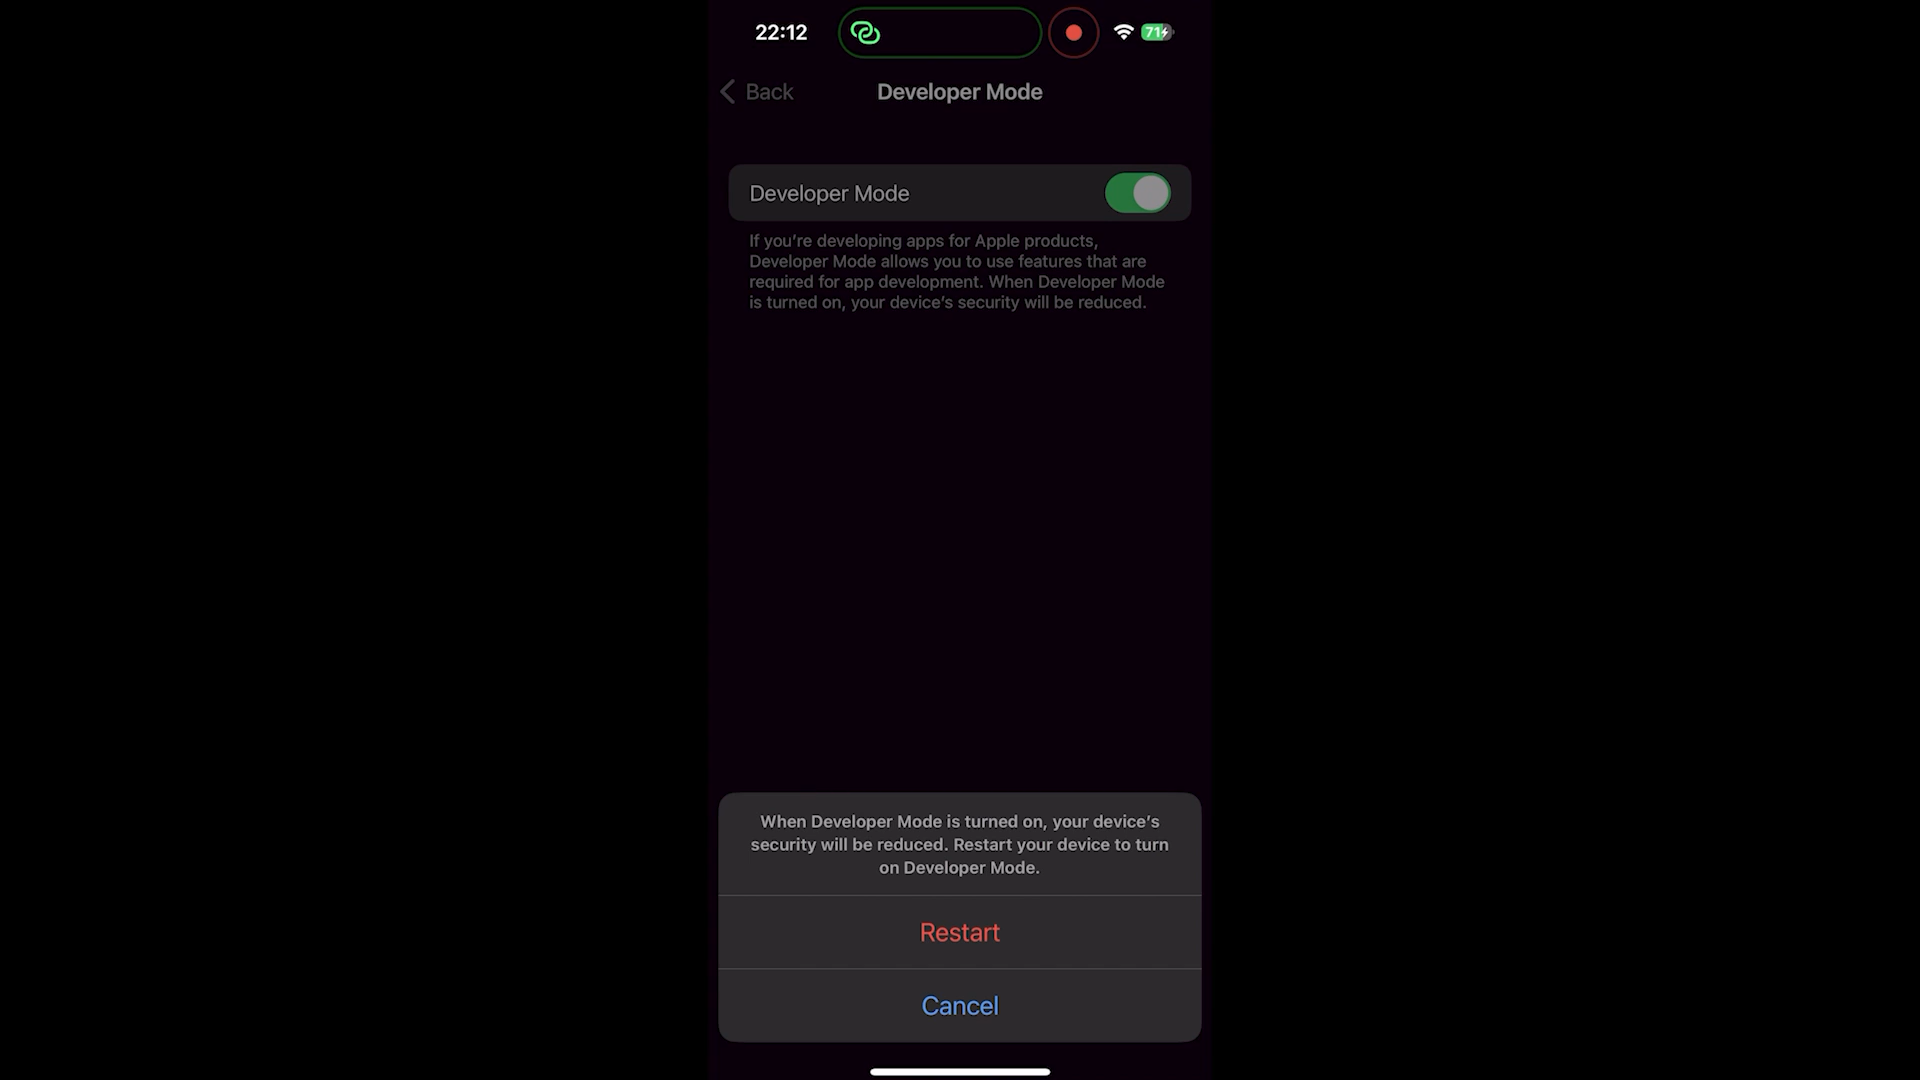 22:12
71
Back
Developer Mode
Developer Mode
If you’re developing apps for Apple products,
Developer Mode allows you to use features that are
required for app development. When Developer Mode
is turned on, your device’s security will be reduced.
When Developer Mode is turned on, your device’s
security will be reduced. Restart your device to turn
on Developer Mode.
Restart
Cancel